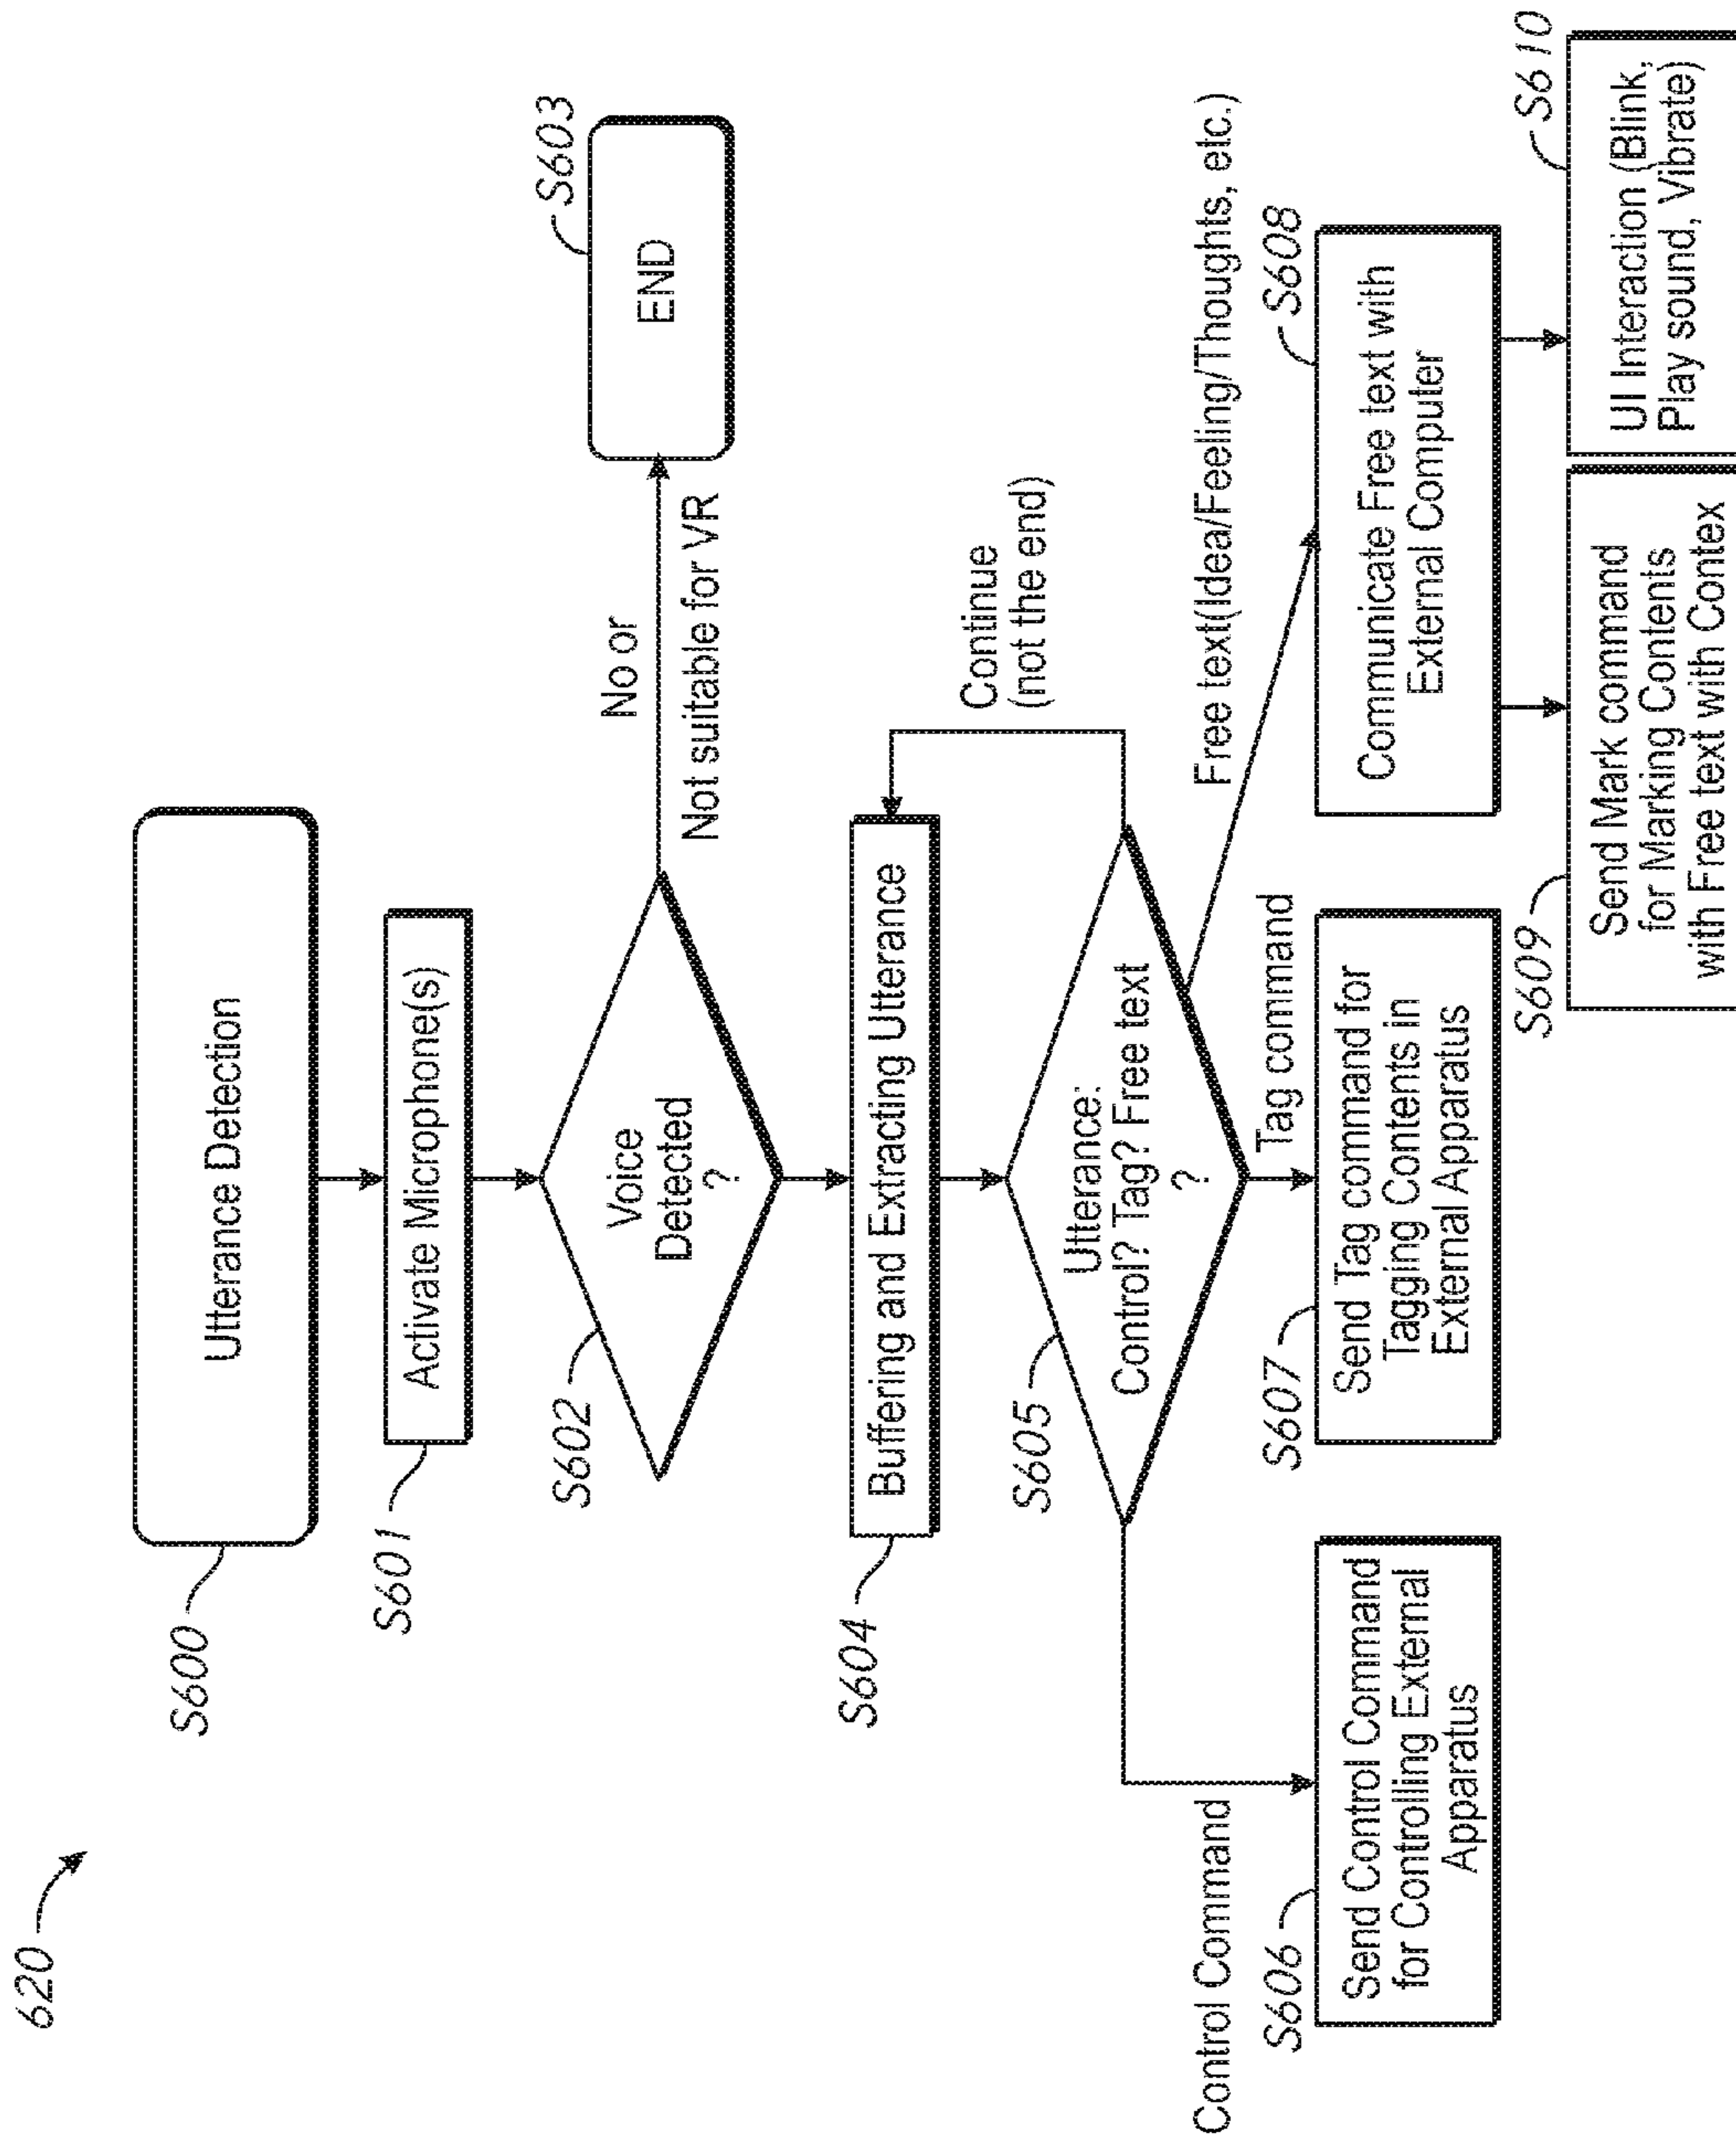 620
S600
Utterance Detection
S601
Activate Microphone(s)
S602
Voice
Detected
?
No or
Not suitable for VR
S603
END
S604
Buffering and Extracting Utterance
Continue
(not the end)
S605
Utterance:
Control? Tag? Free text
?
Control Command
Tag command
Free text(Idea/Feeling/Thoughts, etc.)
S606
Send Control Command
for Controlling External
Apparatus
S607
Send Tag command for
Tagging Contents in
External Apparatus
S608
Communicate Free text with
External Computer
S609
Send Mark command
for Marking Contents
with Free text with Contex
S610
UI Interaction (Blink,
Play sound, Vibrate)